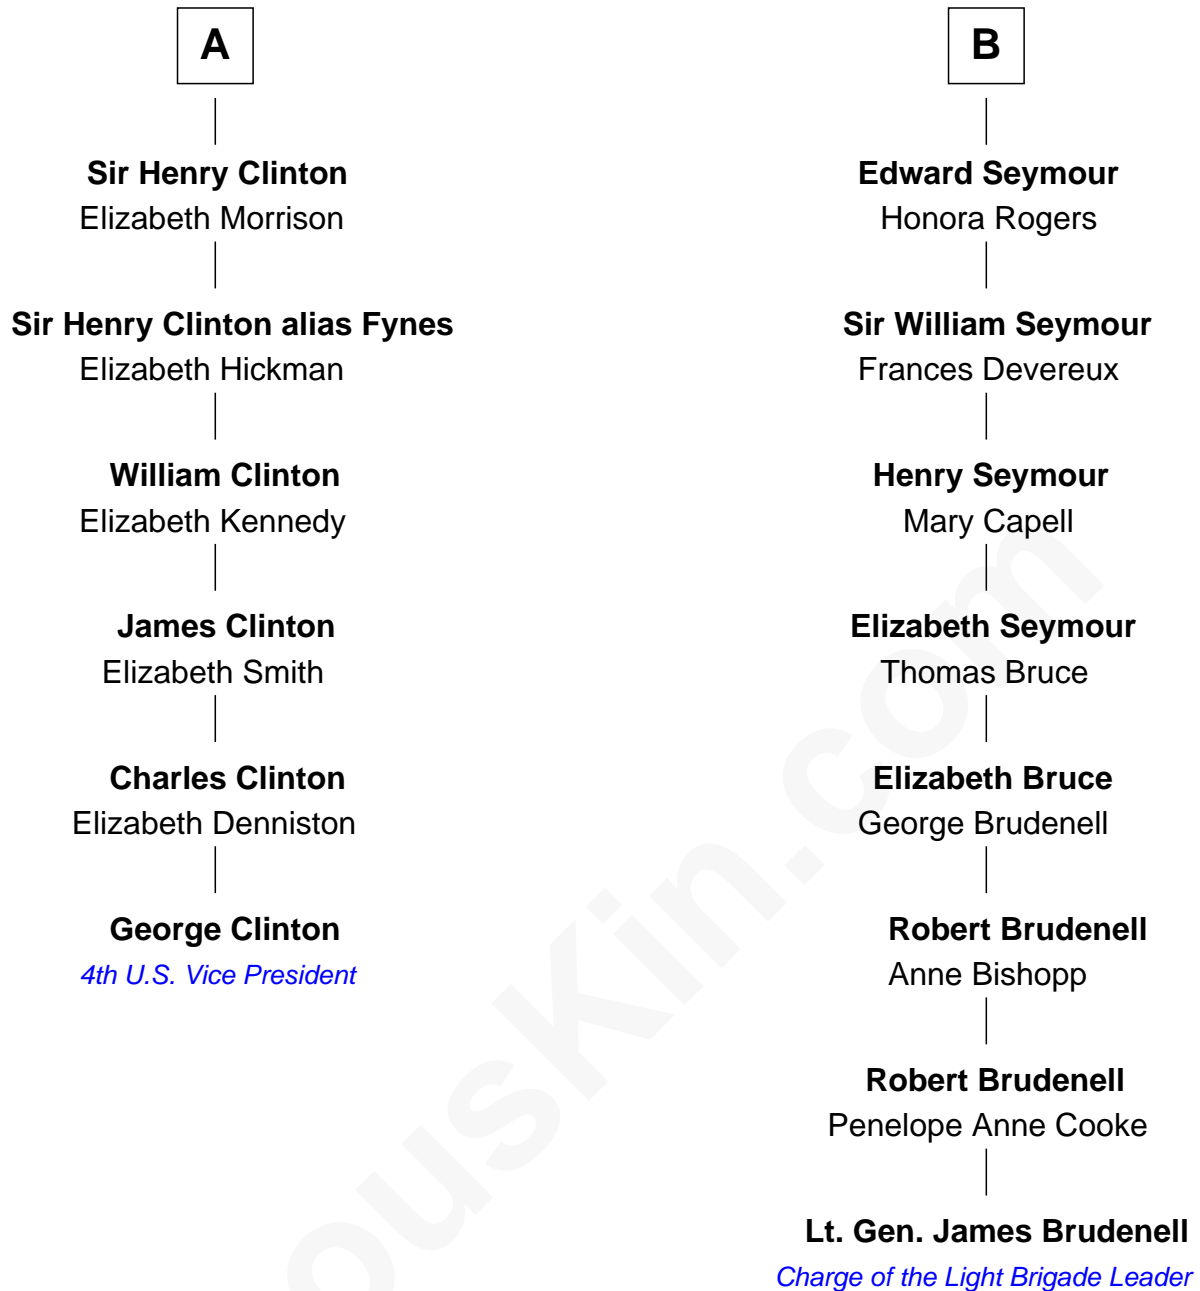 A
Sir Henry Clinton
Elizabeth Morrison
Sir Henry Clinton alias Fynes
Elizabeth Hickman
William Clinton
Elizabeth Kennedy
James Clinton
Elizabeth Smith
Charles Clinton
Elizabeth Denniston
George Clinton
4th U.S. Vice President
B
Edward Seymour
Honora Rogers
Sir William Seymour
Frances Devereux
Henry Seymour
Mary Capell
Elizabeth Seymour
Thomas Bruce
Elizabeth Bruce
George Brudenell
Robert Brudenell
Anne Bishopp
Robert Brudenell
Penelope Anne Cooke
Lt. Gen. James Brudenell
Charge of the Light Brigade Leader
ouskin.com